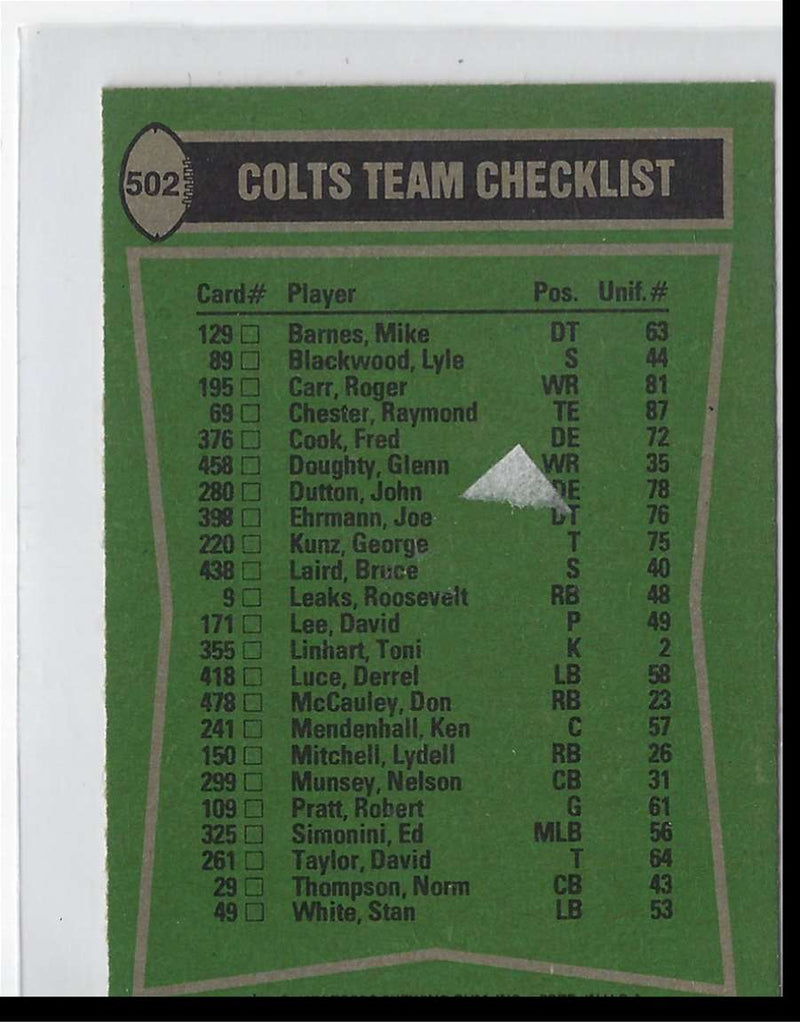 502 COLTS TEAM CHECKLIST
Card# Player Pos. Unif.#
129 □ Barnes, Mike DT 63
89 □ Blackwood, Lyle S 44
195 □ Carr, Roger WR 81
69 □ Chester, Raymond TE 87
376 □ Cook, Fred DE 72
458 □ Doughty, Glenn WR 35
280 □ Dutton, John DE 78
398 □ Ehrmann, Joe DT 76
220 □ Kunz, George T 75
438 □ Laird, Bruce S 40
9 □ Leaks, Roosevelt RB 48
171 □ Lee, David P 49
355 □ Linhart, Toni K 2
418 □ Luce, Derrel LB 58
478 □ McCauley, Don RB 23
241 □ Mendenhall, Ken C 57
150 □ Mitchell, Lydell RB 26
299 □ Munsey, Nelson CB 31
109 □ Pratt, Robert G 61
325 □ Simonini, Ed MLB 56
261 □ Taylor, David T 64
29 □ Thompson, Norm CB 43
49 □ White, Stan LB 53